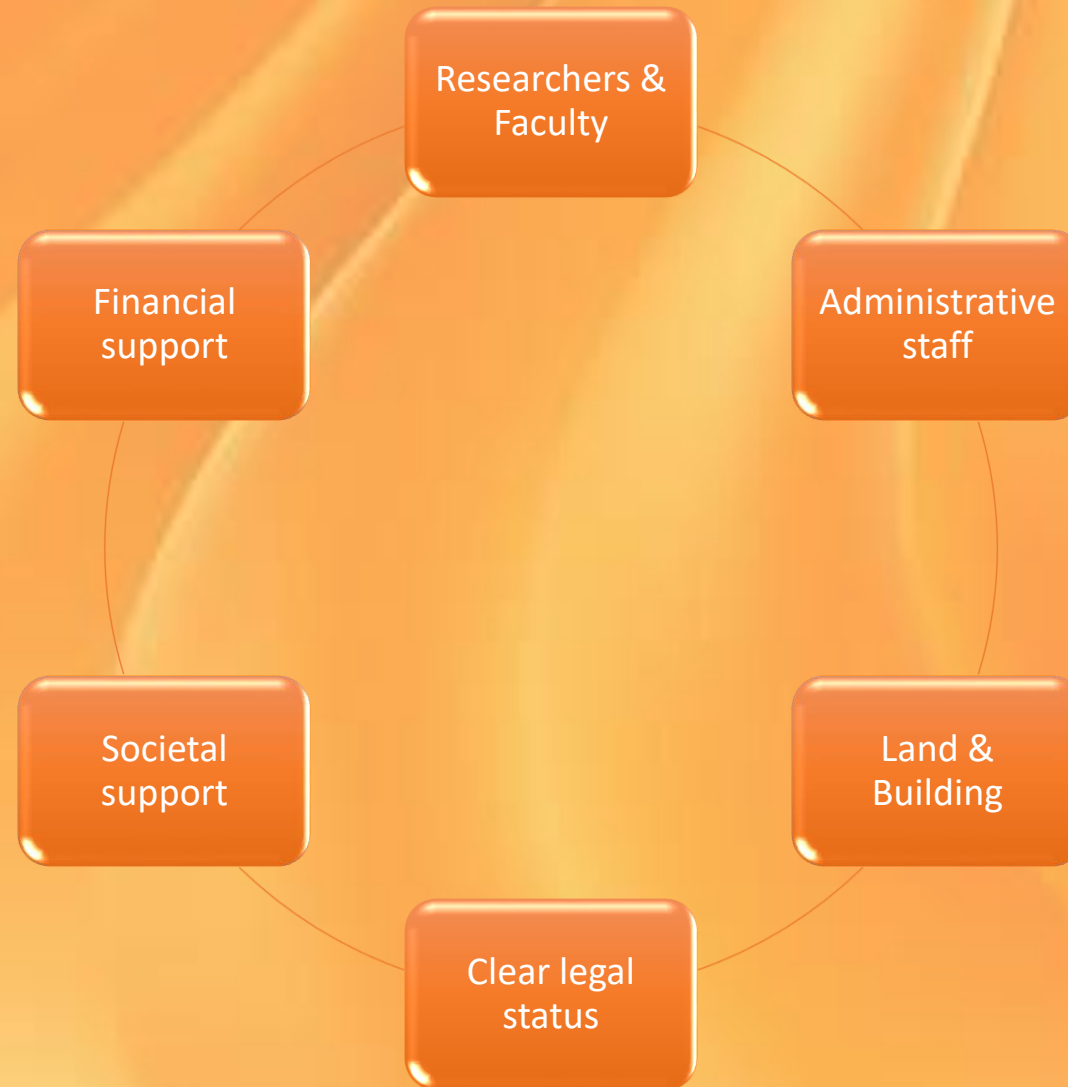 Researchers &
Faculty
Financial
support
Administrative
staff
Societal
support
Land &
Building
Clear legal
status